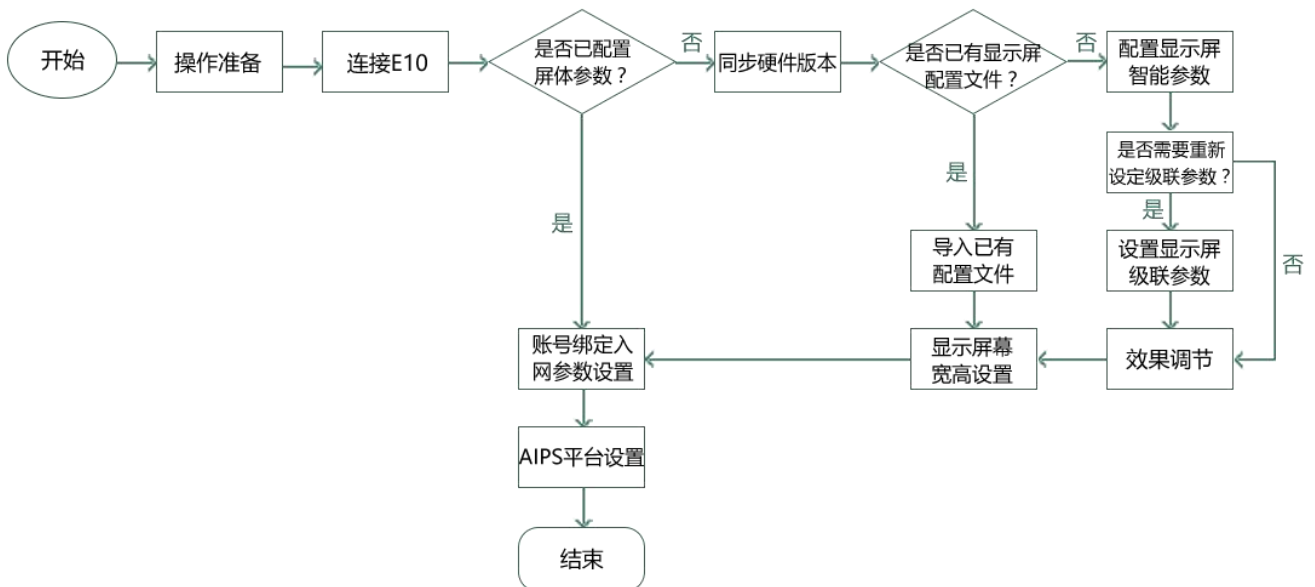 开始
操作准备
连接E10
是否已配置
屏体参数？
否
同步硬件版本
是否已有显示屏
配置文件？
否
配置显示屏
智能参数
是否需要重新
设定级联参数？
是
是
是
否
导入已有
配置文件
设置显示屏
级联参数
账号绑定入
网参数设置
显示屏幕
宽高设置
效果调节
AIPS平台设置
结束